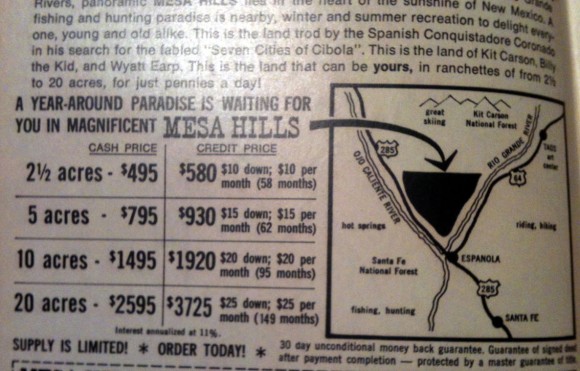 Rivers, panoramic MESA HILLS lies in the heart of the sunshine of New Mexico. A
fishing and hunting paradise is nearby, winter and summer recreation to delight every-
one, young and old alike. This is the land trod by the Spanish Conquistadore Coronado
in his search for the fabled "Seven Cities of Cibola". This is the land of Kit Carson, Billy
the Kid, and Wyatt Earp. This is the land that can be yours, in ranchettes of from 2½
to 20 acres, for just pennies a day!
A YEAR-AROUND PARADISE IS WAITING FOR
YOU IN MAGNIFICENT MESA HILLS
CASH PRICE CREDIT PRICE
2½ acres - $495 $580 $10 down; $10 per month (58 months)
5 acres - $795 $930 $15 down; $15 per month (62 months)
10 acres - $1495 $1920 $20 down; $20 per month (95 months)
20 acres - $2595 $3725 $25 down; $25 per month (149 months)
Interest annualized at 11%.
SUPPLY IS LIMITED! * ORDER TODAY! *
great skiing
Kit Carson National Forest
285
OJO CALIENTE RIVER
RIO GRANDE RIVER
TAOS art center
64
hot springs
riding, hiking
Santa Fe National Forest
ESPANOLA
285
fishing, hunting
SANTA FE
30 day unconditional money back guarantee. Guarantee of signed deed
after payment completion — protected by a master guarantee of title.